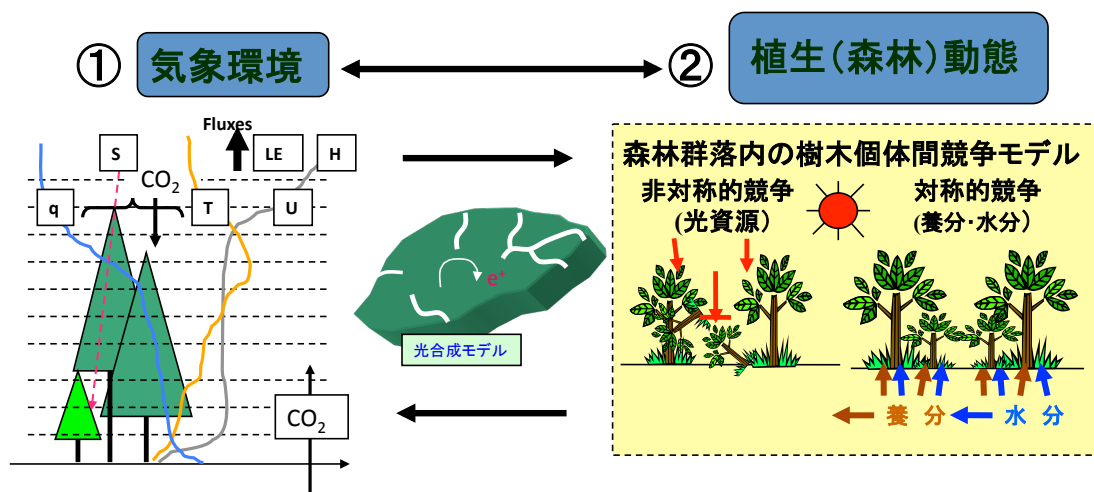 ① 気象環境
② 植生(森林)動態
Fluxes
S
LE
H
CO2
q
T
U
CO2
e+
光合成モデル
森林群落内の樹木個体間競争モデル
非対称的競争
(光資源)
対称的競争
(養分・水分)
養 分
水 分